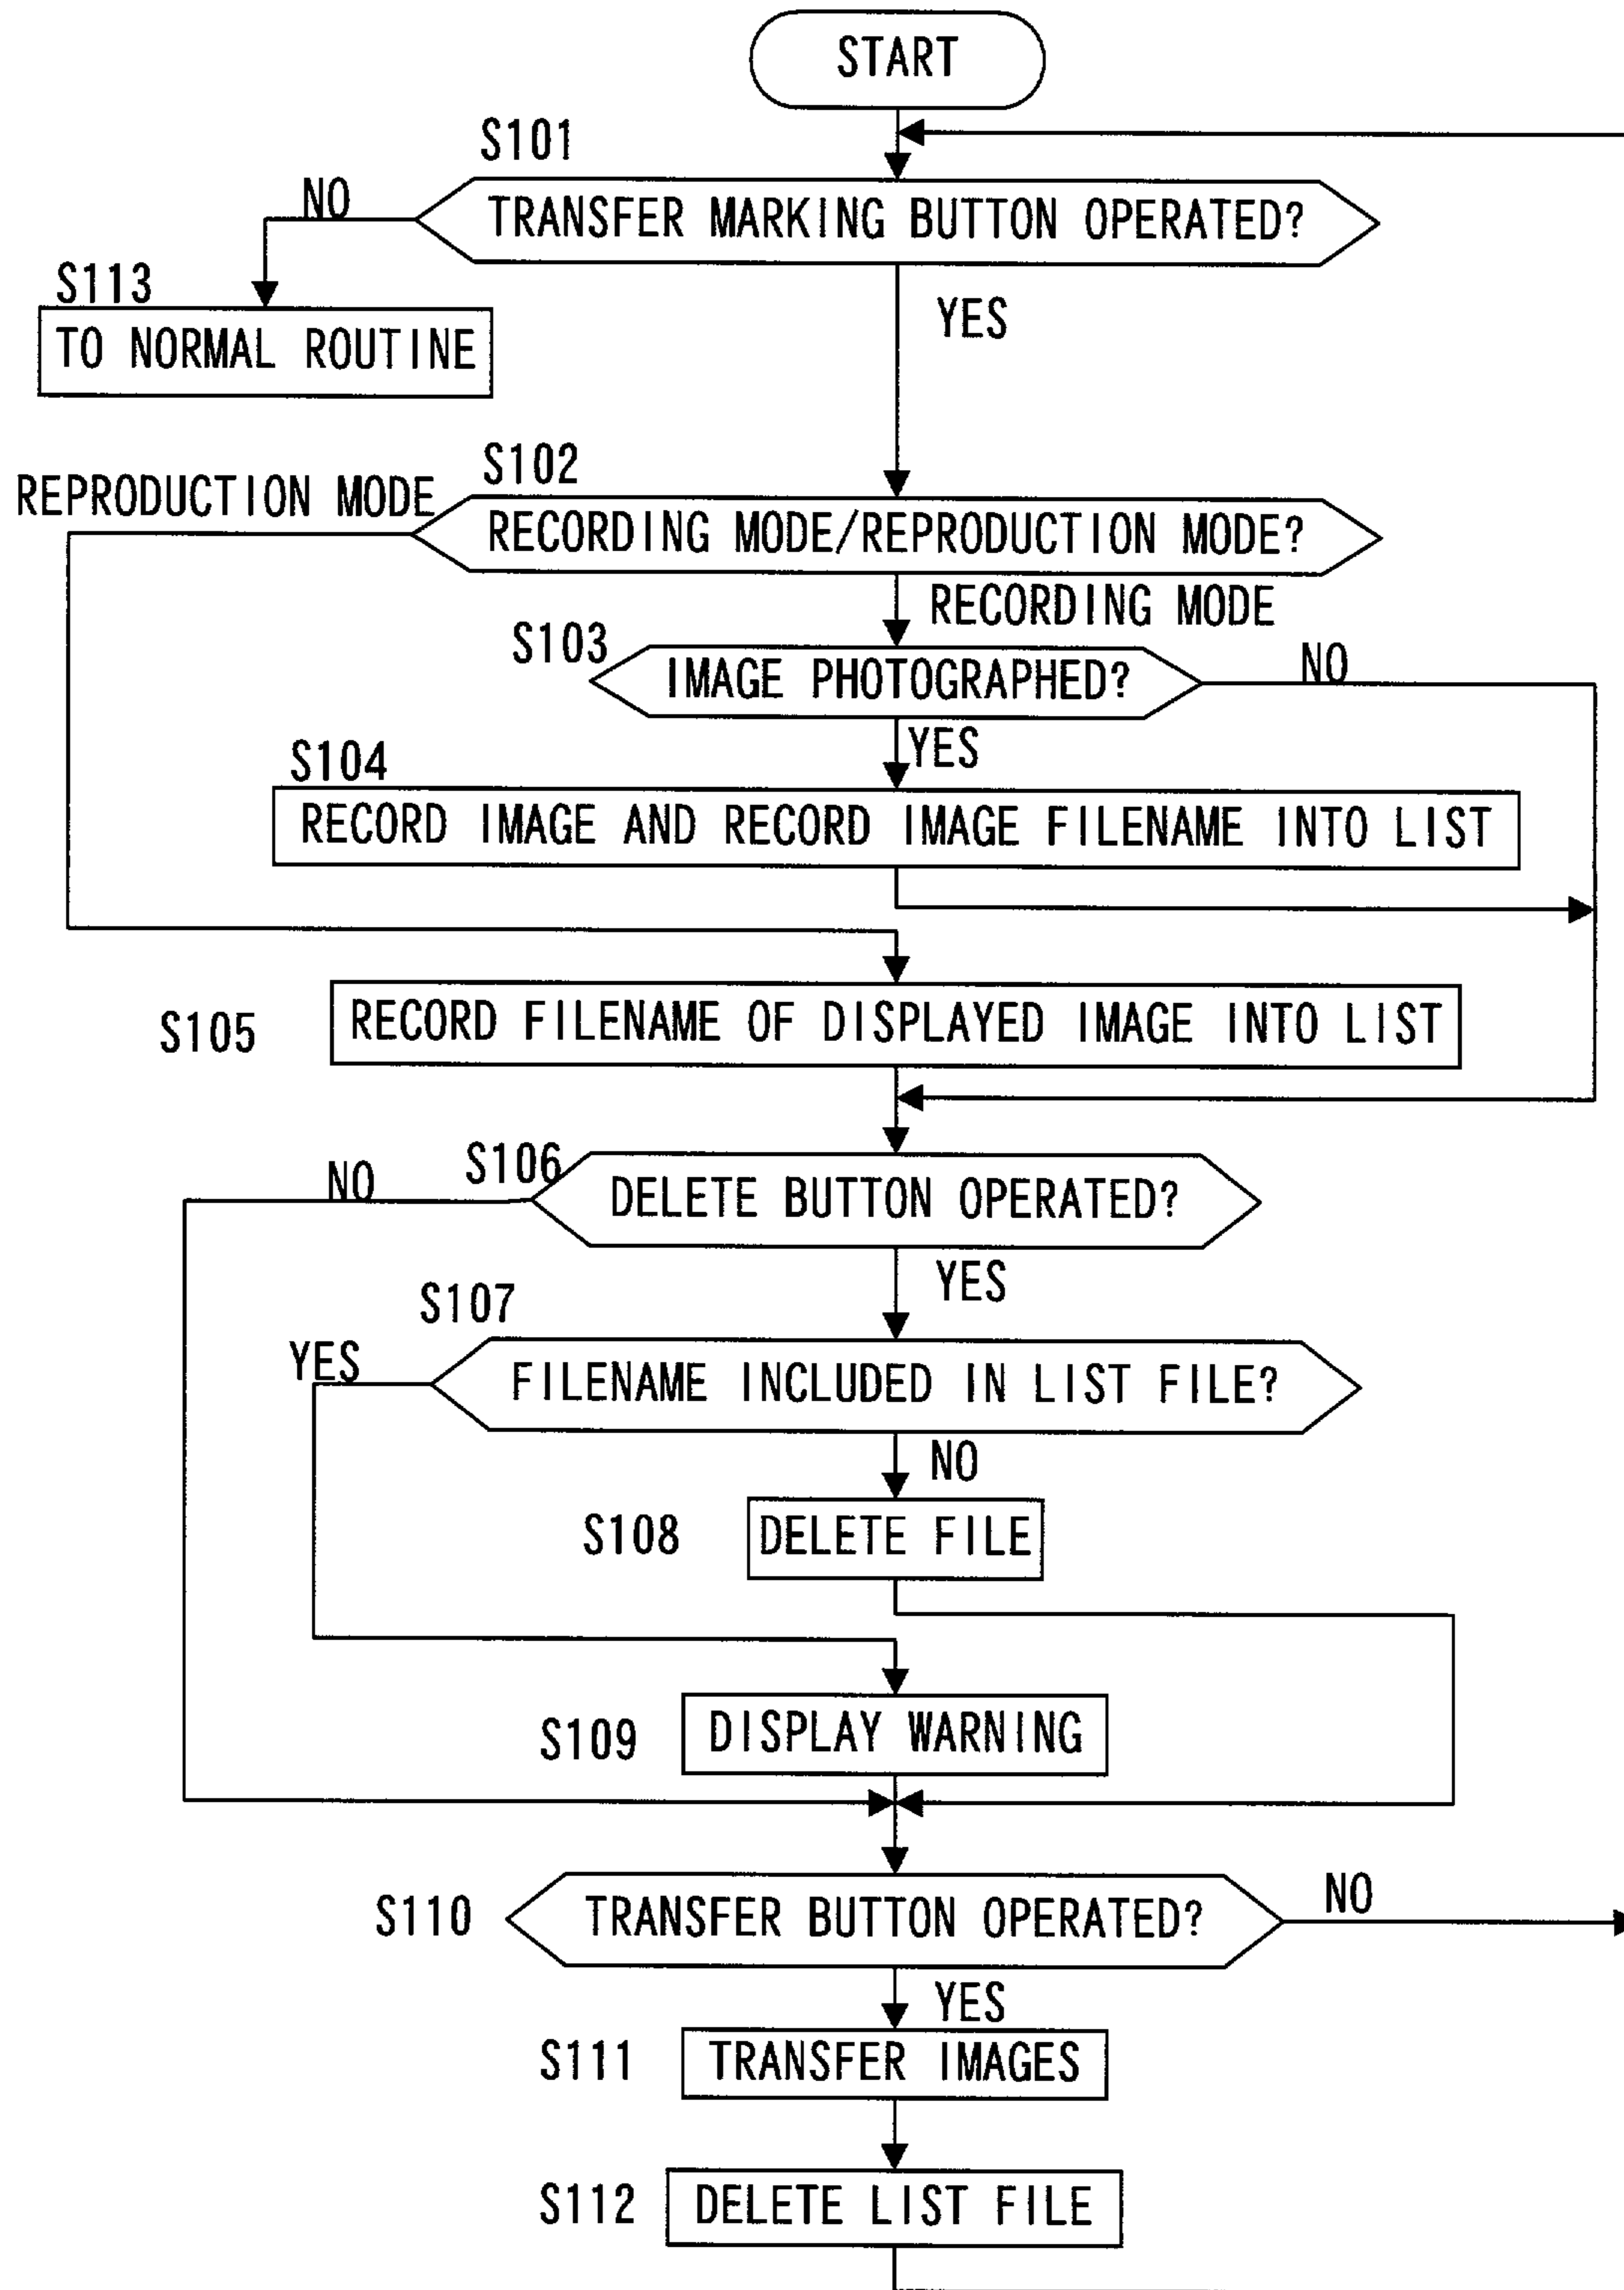 START
S101
NO
TRANSFER MARKING BUTTON OPERATED?
S113
YES
TO NORMAL ROUTINE
S102
REPRODUCTION MODE
RECORDING MODE/REPRODUCTION MODE?
RECORDING MODE
S103
NO
IMAGE PHOTOGRAPHED?
YES
S104
RECORD IMAGE AND RECORD IMAGE FILENAME INTO LIST
S105
RECORD FILENAME OF DISPLAYED IMAGE INTO LIST
S106
NO
DELETE BUTTON OPERATED?
YES
S107
YES
FILENAME INCLUDED IN LIST FILE?
NO
S108
DELETE FILE
S109
DISPLAY WARNING
S110
TRANSFER BUTTON OPERATED?
NO
YES
S111
TRANSFER IMAGES
S112
DELETE LIST FILE